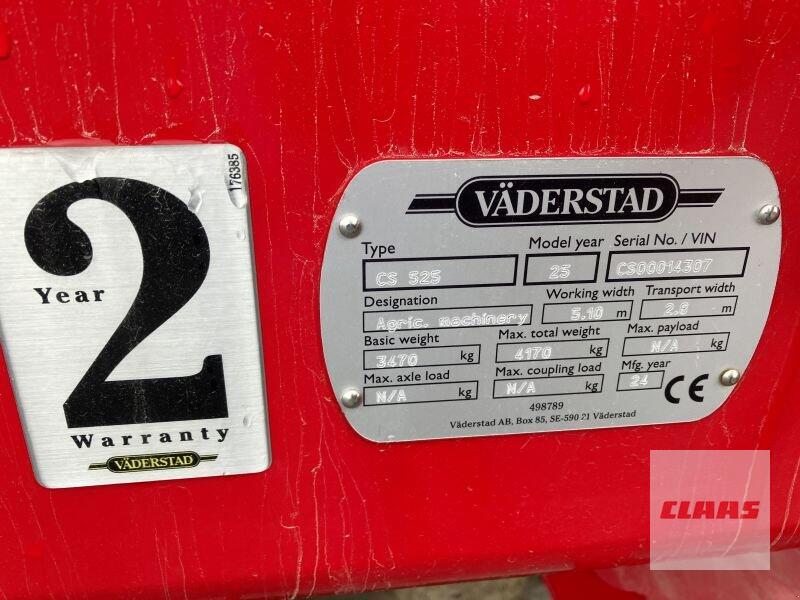 176385
2
Year
Warranty
VÄDERSTAD
VÄDERSTAD
Type Model year Serial No. / VIN
CS 525 25 CS00014307
Designation Working width Transport width
Agric. machinery 5.10 m 2.8 m
Basic weight Max. total weight Max. payload
3470 kg 4170 kg N/A kg
Max. axle load Max. coupling load Mfg. year
N/A kg N/A kg 24 CE
498789
Väderstad AB, Box 85, SE-590 21 Väderstad
CLAAS